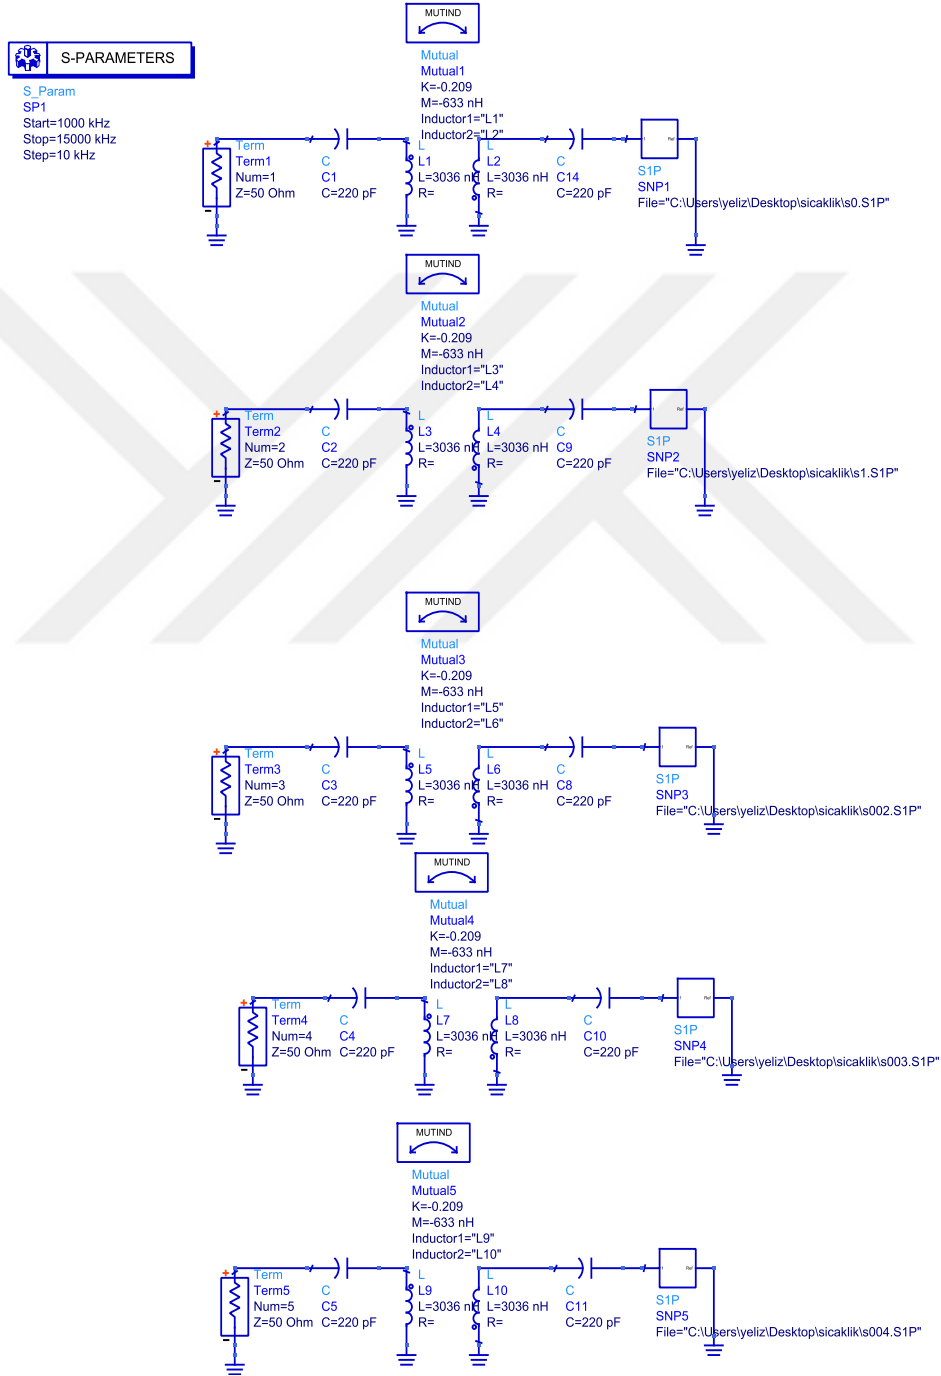 MUTIND
S-PARAMETERS
Mutual
Mutual1
K=-0.209
M=-633 nH
Inductor1="L1"
Inductor2="L2"
S_Param
SP1
Start=1000 kHz
Stop=15000 kHz
Step=10 kHz
+
Term
Term1
Num=1
Z=50 Ohm
-
C
C1
C=220 pF
L
L1
L=3036 nH
R=
L
L2
L=3036 nH
R=
C
C14
C=220 pF
1 Ref
S1P
SNP1
File="C:\Users\yeliz\Desktop\sicaklik\s0.S1P"
MUTIND
Mutual
Mutual2
K=-0.209
M=-633 nH
Inductor1="L3"
Inductor2="L4"
+
Term
Term2
Num=2
Z=50 Ohm
-
C
C2
C=220 pF
L
L3
L=3036 nH
R=
L
L4
L=3036 nH
R=
C
C9
C=220 pF
1 Ref
S1P
SNP2
File="C:\Users\yeliz\Desktop\sicaklik\s1.S1P"
MUTIND
Mutual
Mutual3
K=-0.209
M=-633 nH
Inductor1="L5"
Inductor2="L6"
+
Term
Term3
Num=3
Z=50 Ohm
-
C
C3
C=220 pF
L
L5
L=3036 nH
R=
L
L6
L=3036 nH
R=
C
C8
C=220 pF
1 Ref
S1P
SNP3
File="C:\Users\yeliz\Desktop\sicaklik\s002.S1P"
MUTIND
Mutual
Mutual4
K=-0.209
M=-633 nH
Inductor1="L7"
Inductor2="L8"
+
Term
Term4
Num=4
Z=50 Ohm
-
C
C4
C=220 pF
L
L7
L=3036 nH
R=
L
L8
L=3036 nH
R=
C
C10
C=220 pF
1 Ref
S1P
SNP4
File="C:\Users\yeliz\Desktop\sicaklik\s003.S1P"
MUTIND
Mutual
Mutual5
K=-0.209
M=-633 nH
Inductor1="L9"
Inductor2="L10"
+
Term
Term5
Num=5
Z=50 Ohm
-
C
C5
C=220 pF
L
L9
L=3036 nH
R=
L
L10
L=3036 nH
R=
C
C11
C=220 pF
1 Ref
S1P
SNP5
File="C:\Users\yeliz\Desktop\sicaklik\s004.S1P"